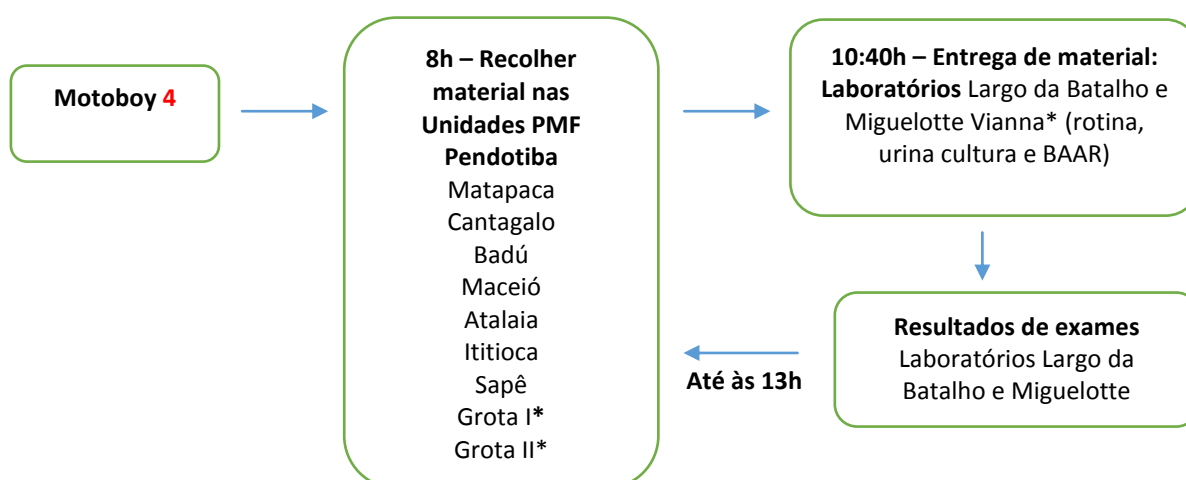 Motoboy 4
8h – Recolher
material nas
Unidades PMF
Pendotiba
Matapaca
Cantagalo
Badú
Maceió
Atalaia
Ititioca
Sapê
Grota I*
Grota II*
10:40h – Entrega de material:
Laboratórios Largo da Batalho e
Miguelotte Vianna* (rotina,
urina cultura e BAAR)
Resultados de exames
Laboratórios Largo da
Batalho e Miguelotte
Até às 13h